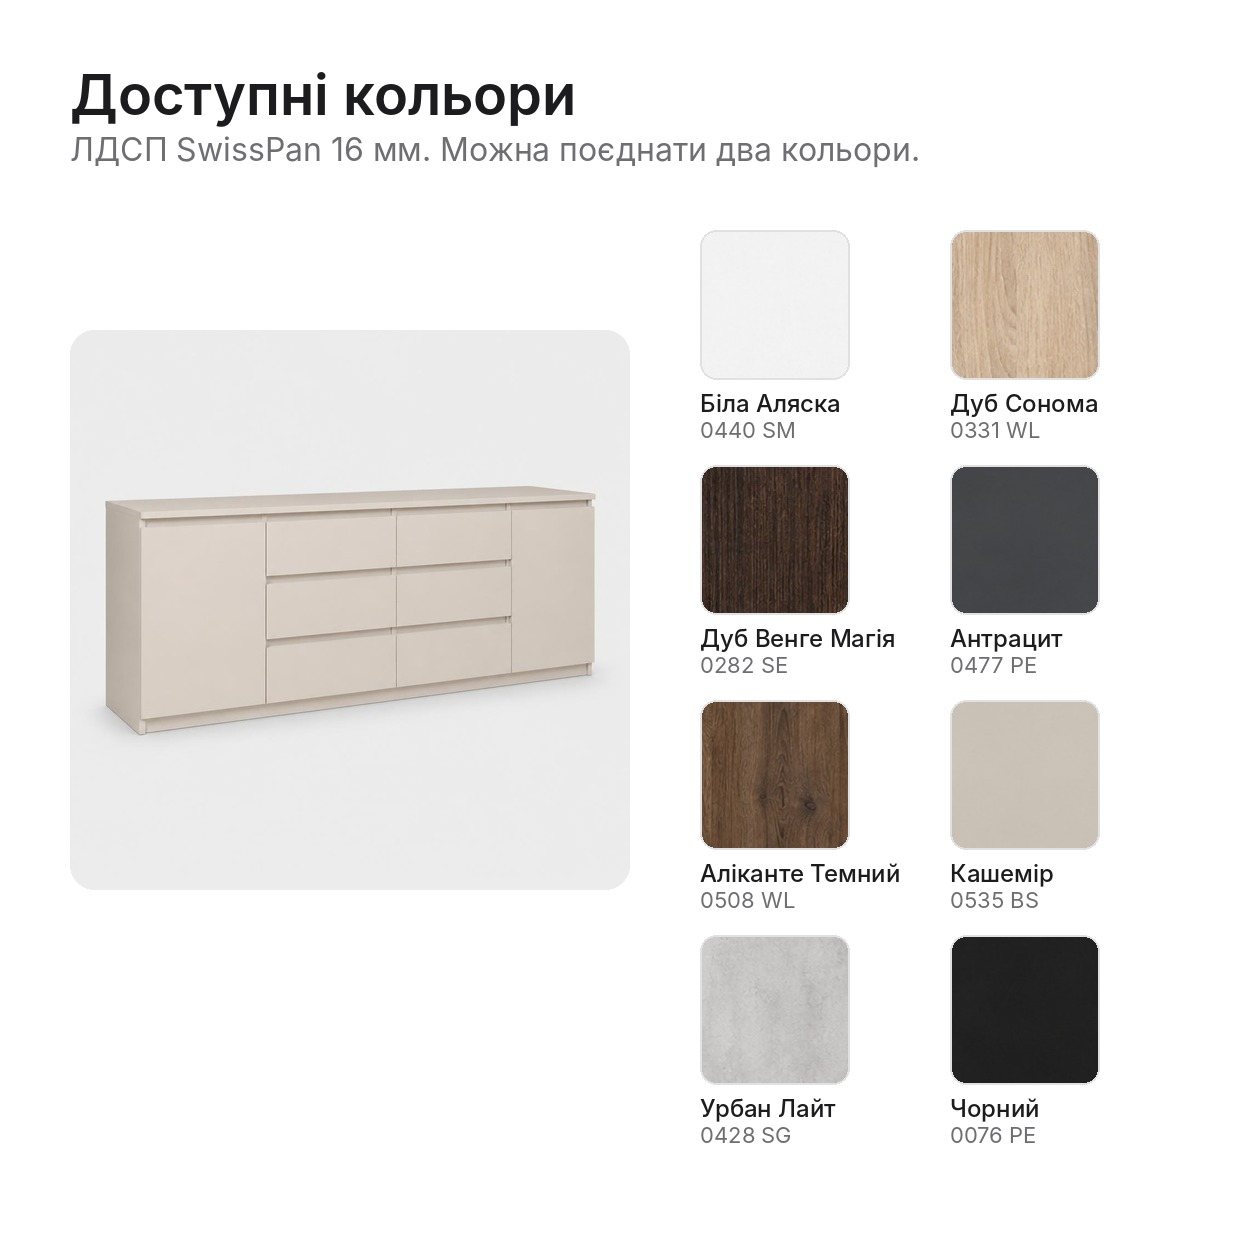 Доступні кольори
ЛДСП SwissPan 16 мм. Можна поєднати два кольори.
Біла Аляска
0440 SM
Дуб Сонома
0331 WL
Дуб Венге Магія
0282 SE
Антрацит
0477 PE
Аліканте Темний
0508 WL
Кашемір
0535 BS
Урбан Лайт
0428 SG
Чорний
0076 PE